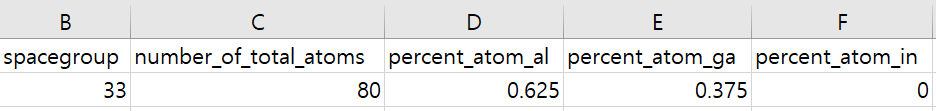 B C D E F
spacegroup number_of_total_atoms percent_atom_al percent_atom_ga percent_atom_in
33 80 0.625 0.375 0